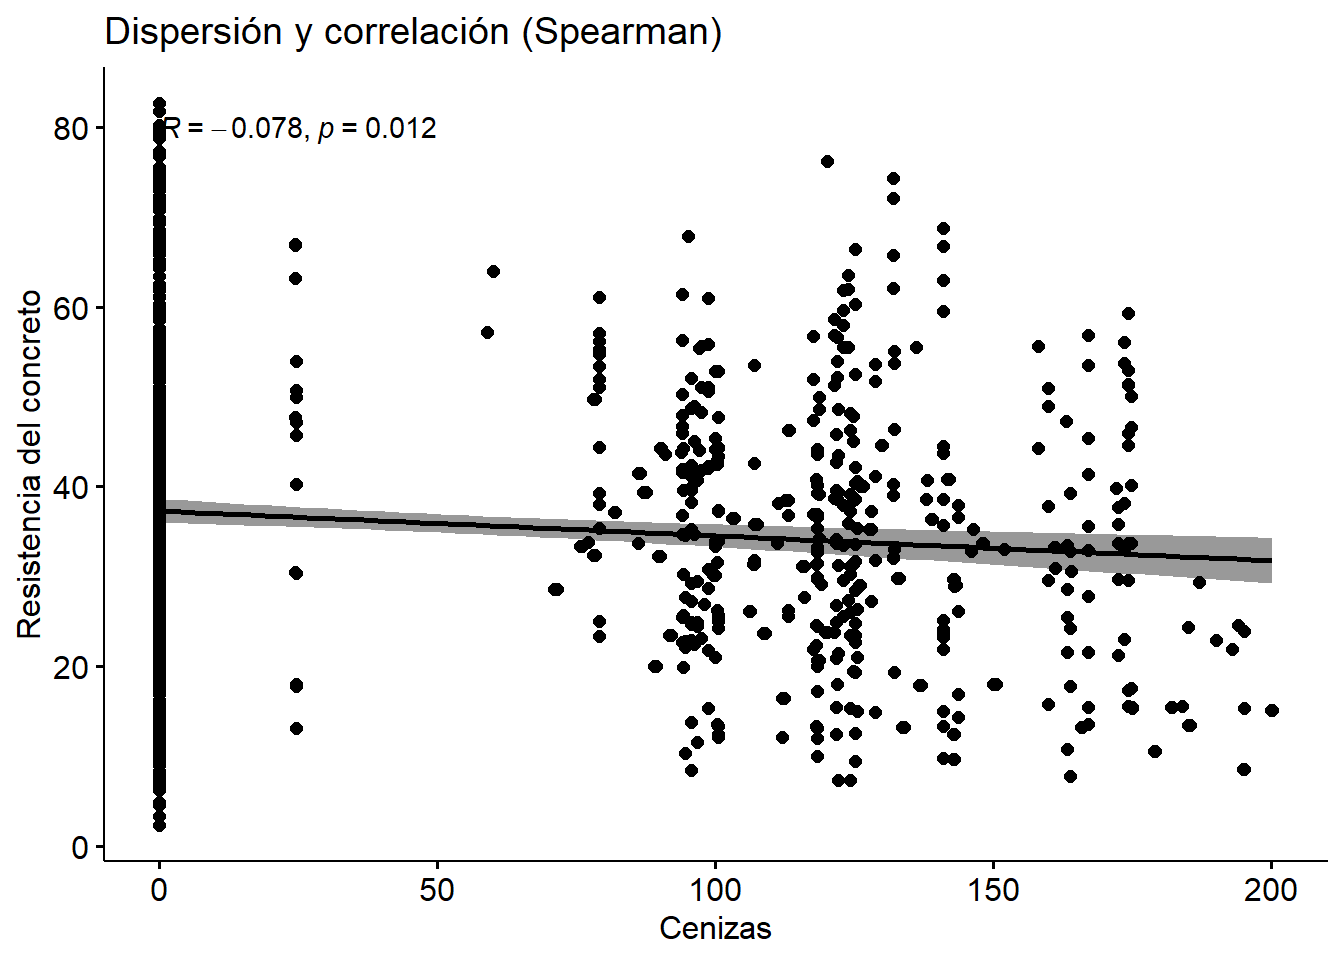 Dispersión y correlación (Spearman)
R = −0.078, p = 0.012
80
60
40
20
0
Resistencia del concreto
0 50 100 150 200
Cenizas